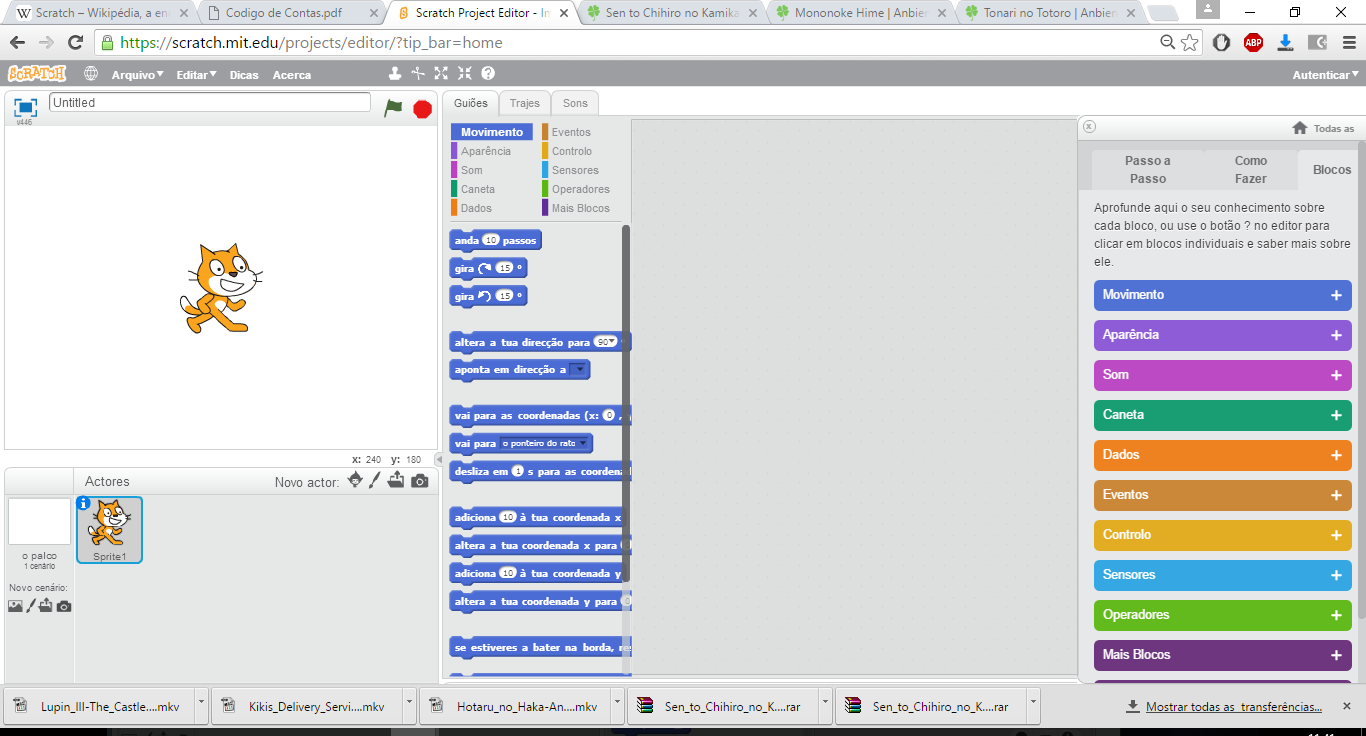 Scratch – Wikipédia, a en
Codigo de Contas.pdf
Scratch Project Editor - In
Sen to Chihiro no Kamika
Mononoke Hime | Anbien
Tonari no Totoro | Anbien
https://scratch.mit.edu/projects/editor/?tip_bar=home
ABP
SCRATCH
Arquivo
Editar
Dicas
Acerca
Autenticar
v446
Untitled
Guiões
Trajes
Sons
Movimento
Eventos
Aparência
Controlo
Som
Sensores
Caneta
Operadores
Dados
Mais Blocos
anda 10 passos
gira 15 º
gira 15 º
altera a tua direcção para 90
aponta em direcção a
vai para as coordenadas (x: 0 ,
vai para o ponteiro do rato
desliza em 1 s para as coordena
adiciona 10 à tua coordenada x
altera a tua coordenada x para
adiciona 10 à tua coordenada y
altera a tua coordenada y para 0
se estiveres a bater na borda, re
x: 240 y: 180
Actores
Novo actor:
Sprite1
o palco
1 cenário
Novo cenário:
Todas as
Passo a
Passo
Como
Fazer
Blocos
Aprofunde aqui o seu conhecimento sobre
cada bloco, ou use o botão ? no editor para
clicar em blocos individuais e saber mais sobre
ele.
Movimento +
Aparência +
Som +
Caneta +
Dados +
Eventos +
Controlo +
Sensores +
Operadores +
Mais Blocos +
Lupin_III-The_Castle....mkv
Kikis_Delivery_Servi....mkv
Hotaru_no_Haka-An....mkv
Sen_to_Chihiro_no_K....rar
Sen_to_Chihiro_no_K....rar
Mostrar todas as transferências...